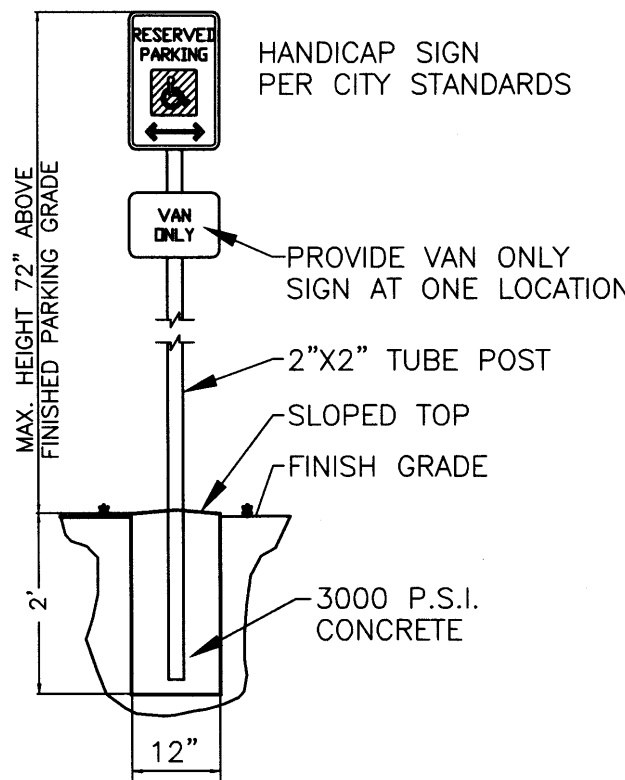 RESERVED
PARKING
HANDICAP SIGN
PER CITY STANDARDS
VAN
ONLY
PROVIDE VAN ONLY
SIGN AT ONE LOCATION
MAX. HEIGHT 72" ABOVE
FINISHED PARKING GRADE
2"X2" TUBE POST
SLOPED TOP
FINISH GRADE
2'
3000 P.S.I.
CONCRETE
12"